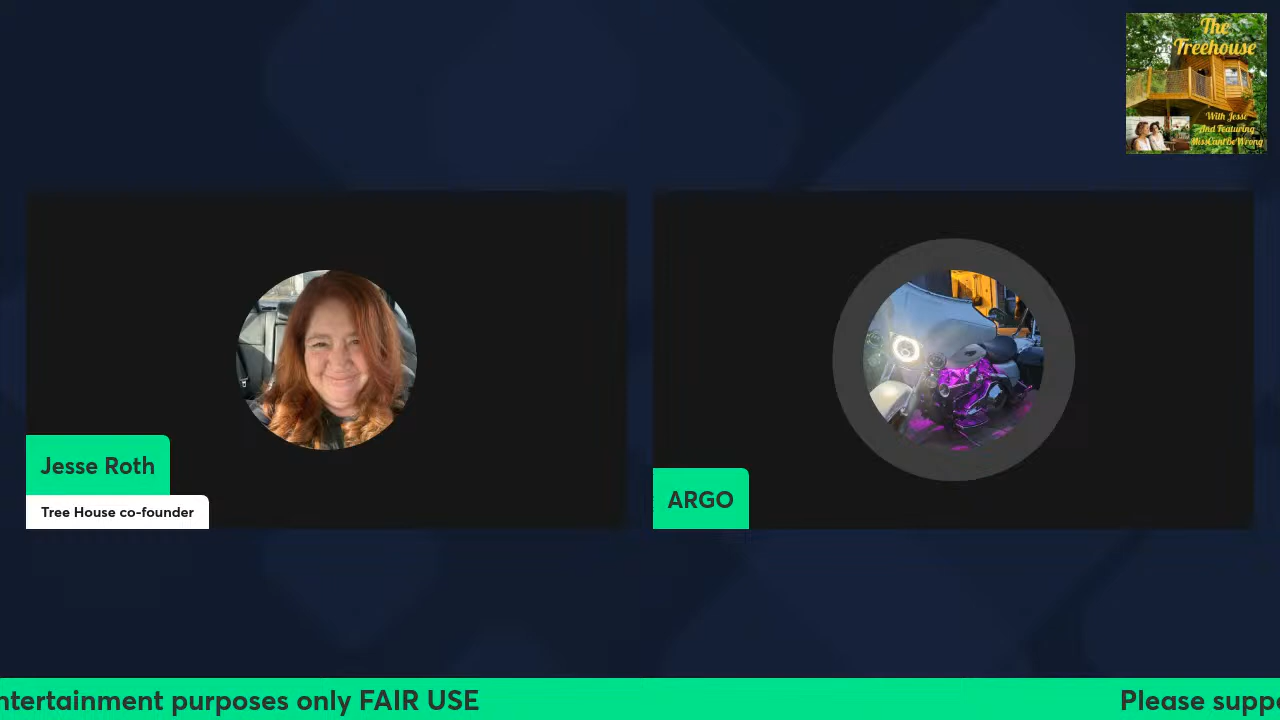 The
Treehouse
With Jesse
And Featuring
MissCantBeWrong
Jesse Roth
Tree House co-founder
ARGO
ntertainment purposes only FAIR USE
Please suppo